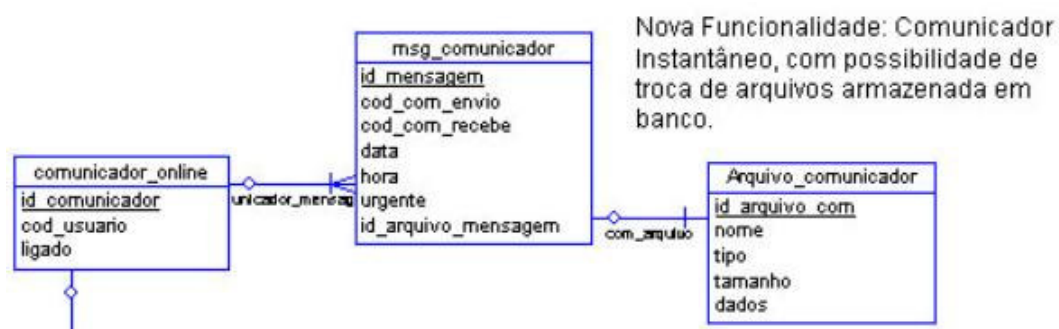 Nova Funcionalidade: Comunicador
Instantâneo, com possibilidade de
troca de arquivos armazenada em
banco.
msg_comunicador
id_mensagem
cod_com_envio
cod_com_recebe
data
hora
urgente
id_arquivo_mensagem
comunicador_online
id_comunicador
cod_usuario
ligado
unicador_mensag
com_arquivo
Arquivo_comunicador
id_arquivo_com
nome
tipo
tamanho
dados